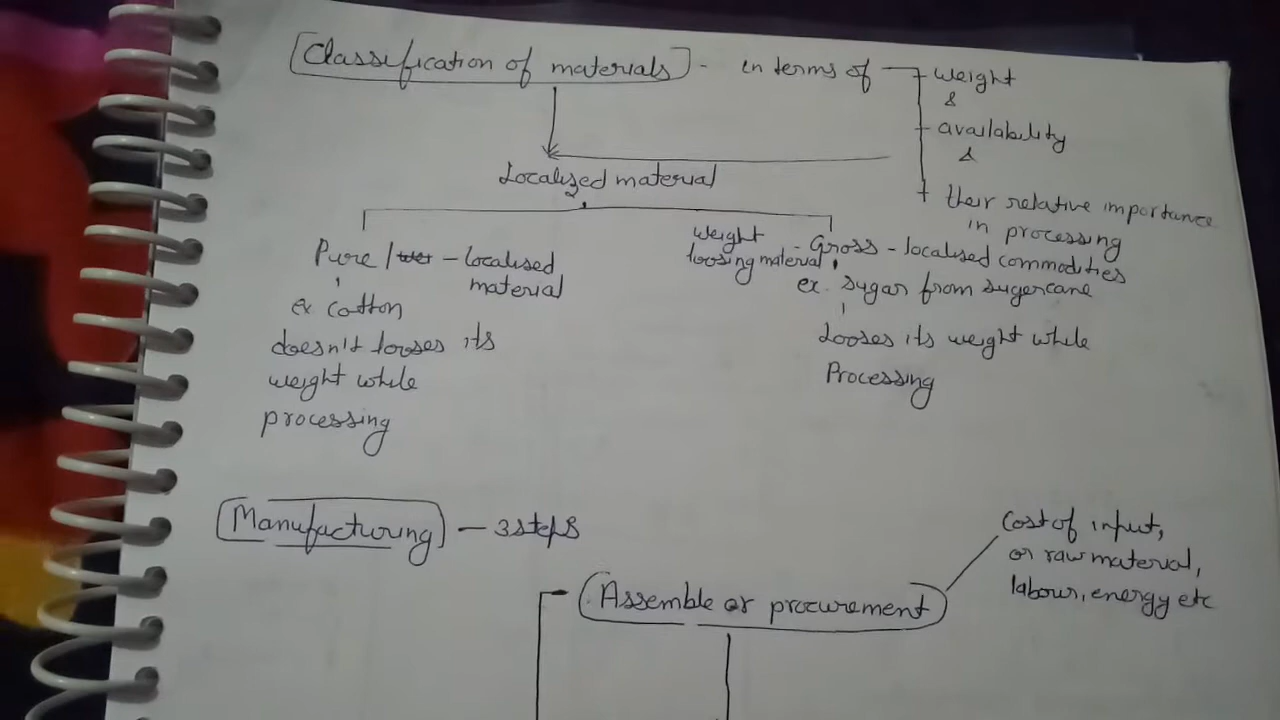 Classification of materials - in terms of
weight
&
availability
&
their relative importance
in processing
Localised material
Pure / - localised
material
ex cotton
doesn't looses its
weight while
processing
weight
loosing material
- Gross - localised commodities
ex. sugar from sugercane
Looses its weight while
Processing
Manufacturing - 3 steps
Assemble or procurement
Cost of input,
or raw material,
labour, energy etc